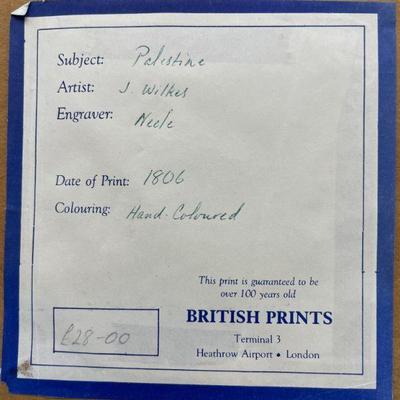 Subject: Palestine
Artist: J. Wilkes
Engraver: Neele
Date of Print: 1806
Colouring: Hand-Coloured
This print is guaranteed to be
over 100 years old
BRITISH PRINTS
Terminal 3
Heathrow Airport • London
£28-00